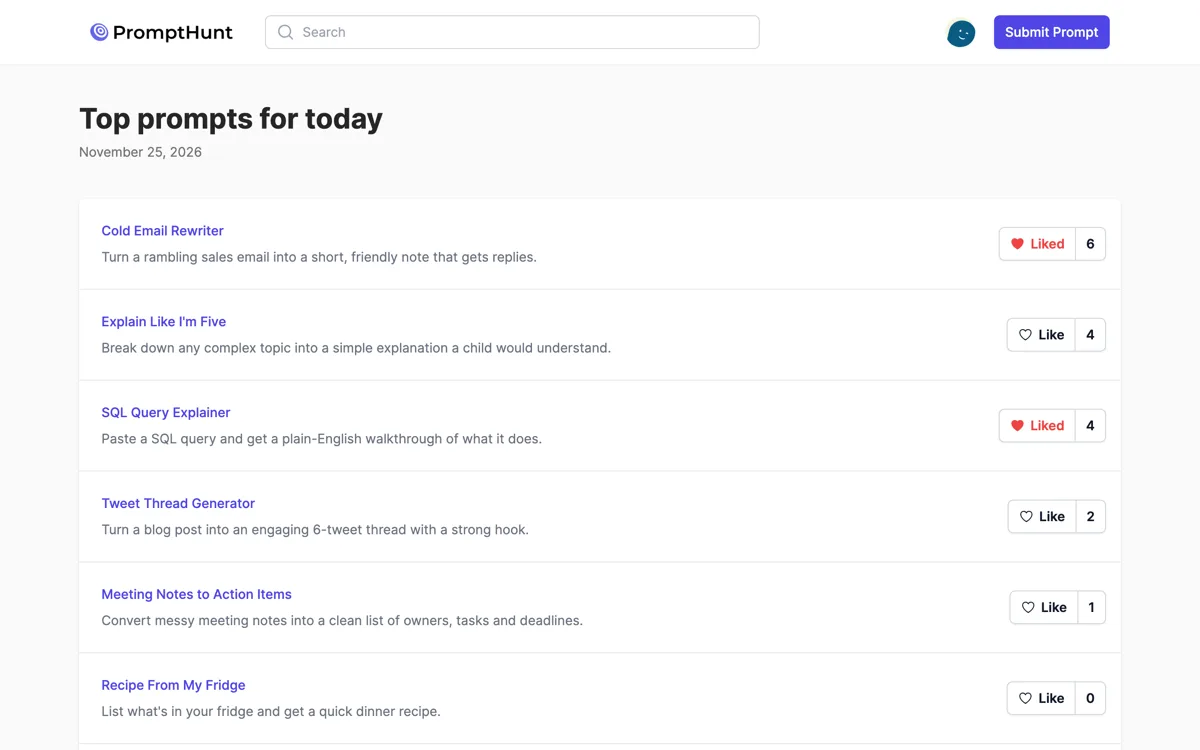 PromptHunt
Search
Submit Prompt
Top prompts for today
November 25, 2026
Cold Email Rewriter
Turn a rambling sales email into a short, friendly note that gets replies.
Liked 6
Explain Like I'm Five
Break down any complex topic into a simple explanation a child would understand.
Like 4
SQL Query Explainer
Paste a SQL query and get a plain-English walkthrough of what it does.
Liked 4
Tweet Thread Generator
Turn a blog post into an engaging 6-tweet thread with a strong hook.
Like 2
Meeting Notes to Action Items
Convert messy meeting notes into a clean list of owners, tasks and deadlines.
Like 1
Recipe From My Fridge
List what's in your fridge and get a quick dinner recipe.
Like 0